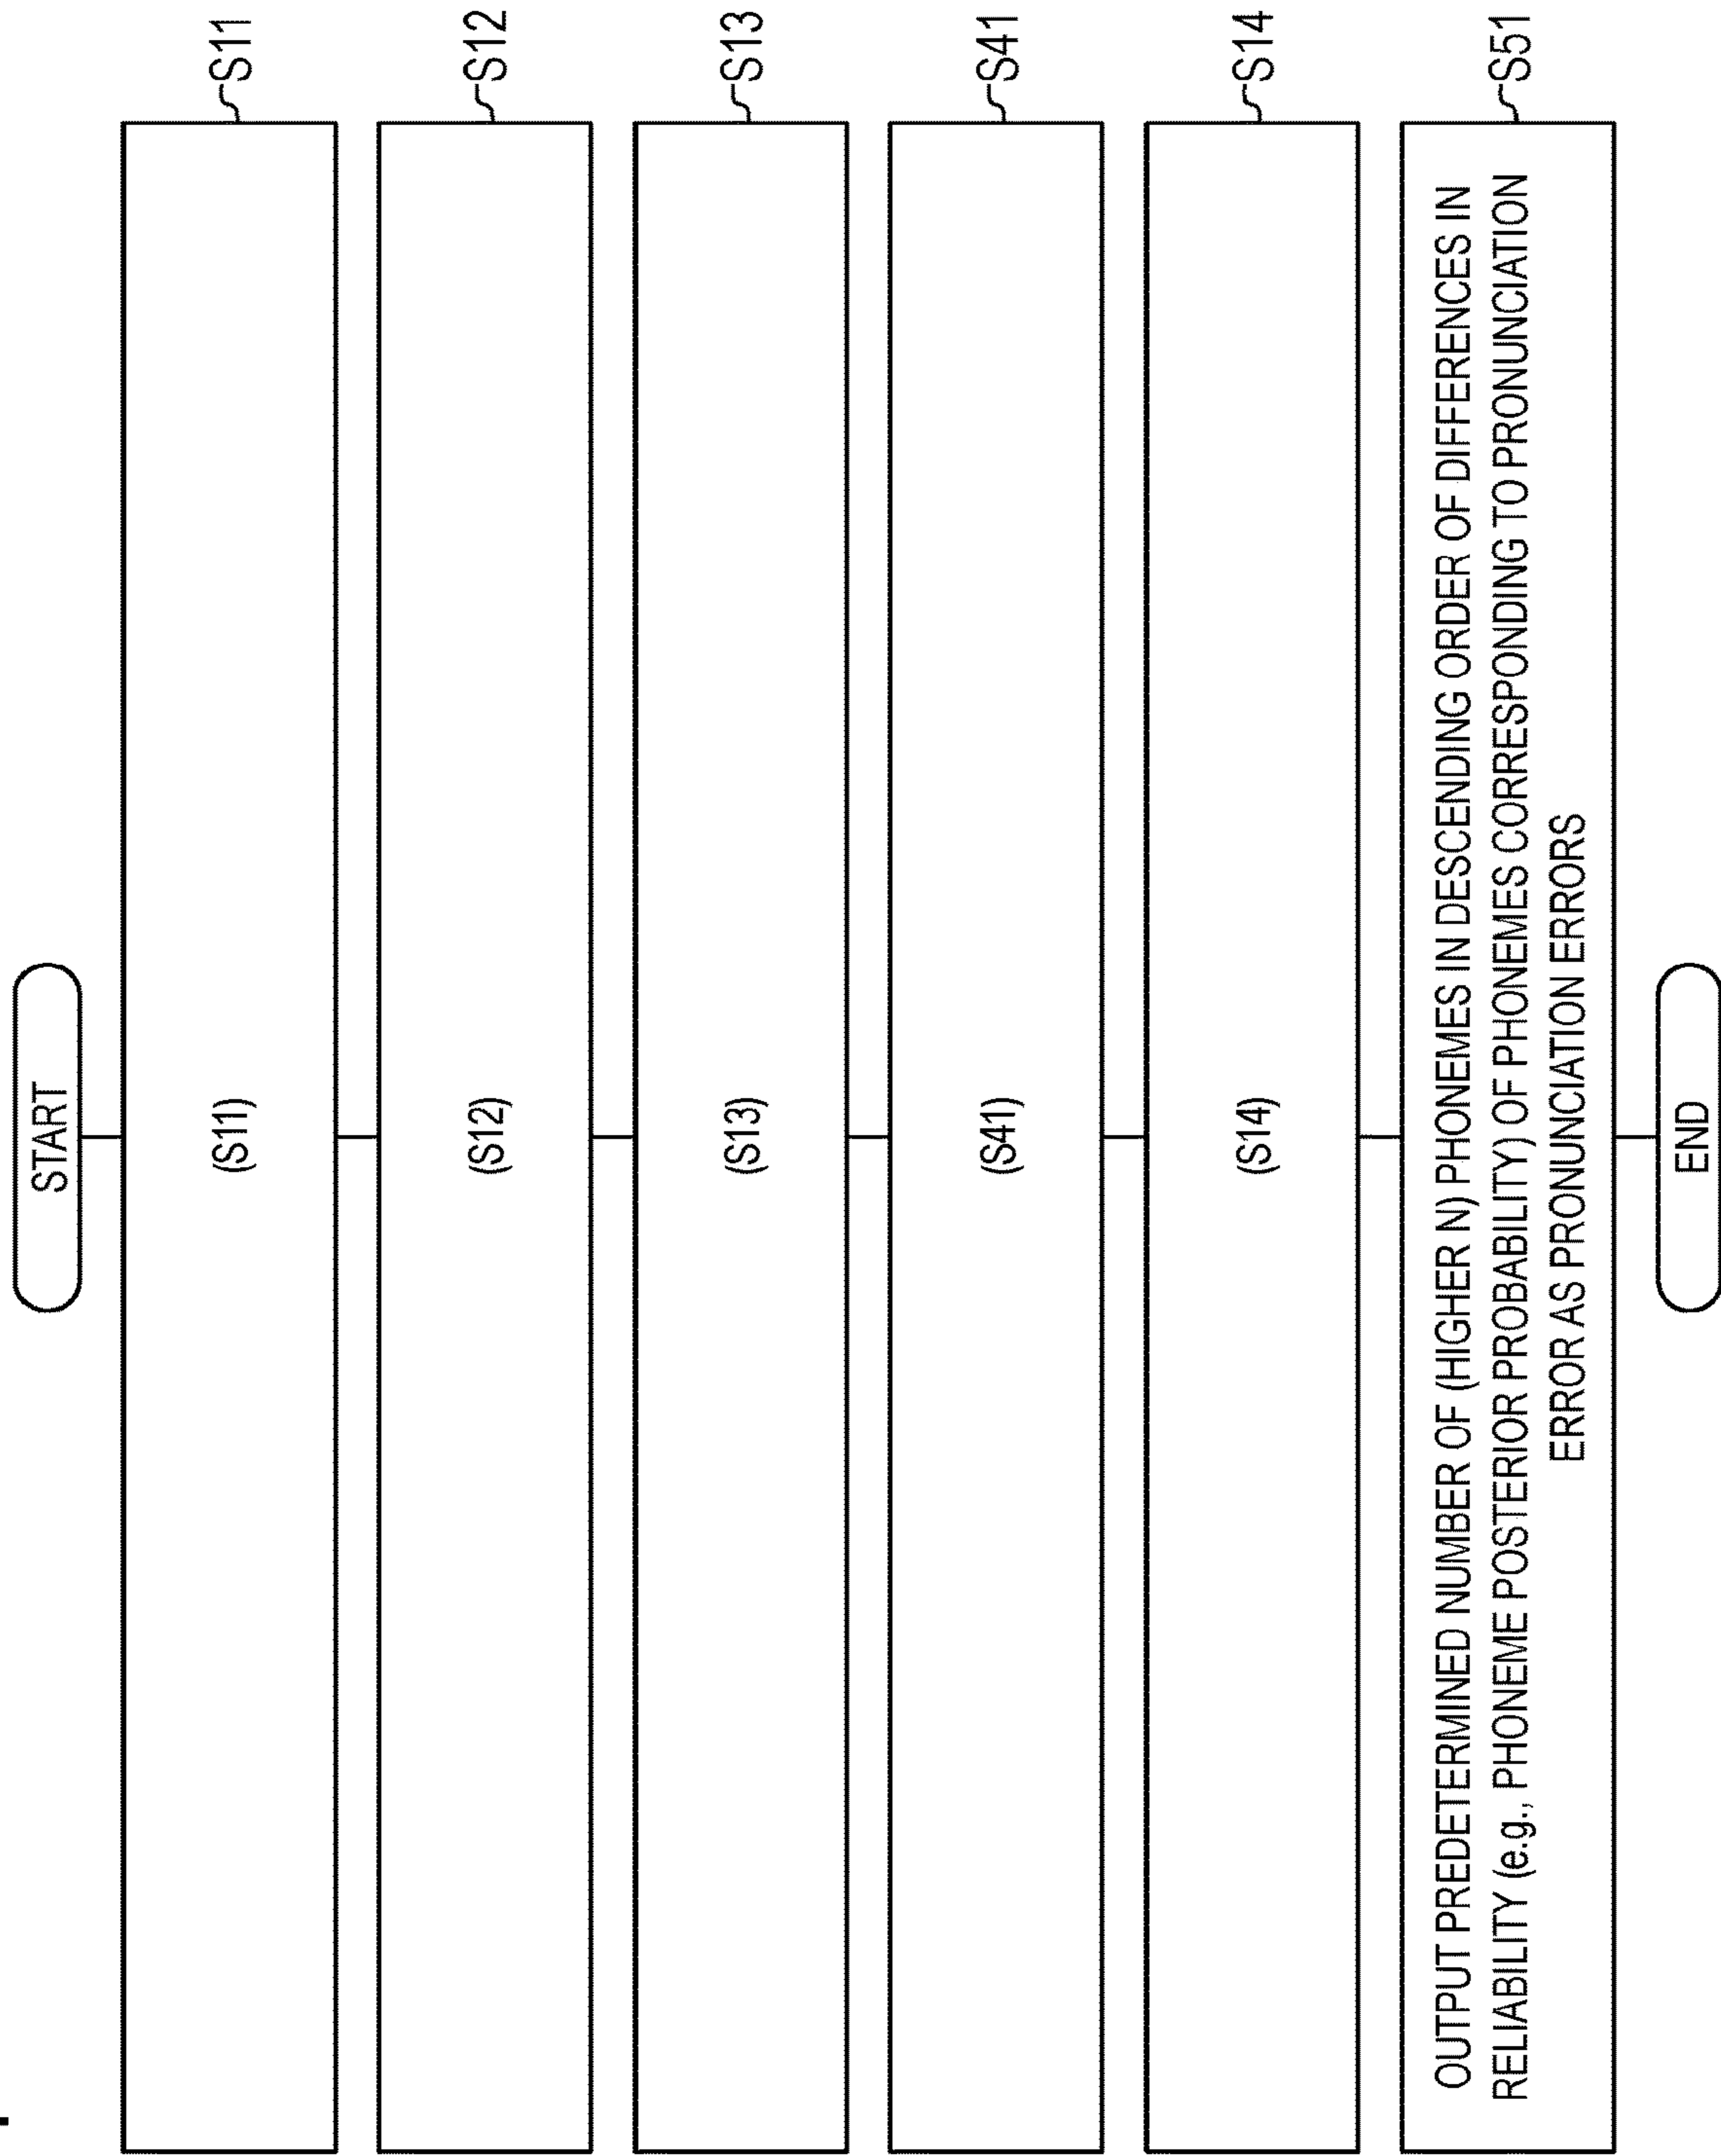 START
(S11)
S11
(S12)
S12
(S13)
S13
(S41)
S41
(S14)
S14
OUTPUT PREDETERMINED NUMBER OF (HIGHER N) PHONEMES IN DESCENDING ORDER OF DIFFERENCES IN
RELIABILITY (e.g., PHONEME POSTERIOR PROBABILITY) OF PHONEMES CORRESPONDING TO PRONUNCIATION
ERROR AS PRONUNCIATION ERRORS
S51
END